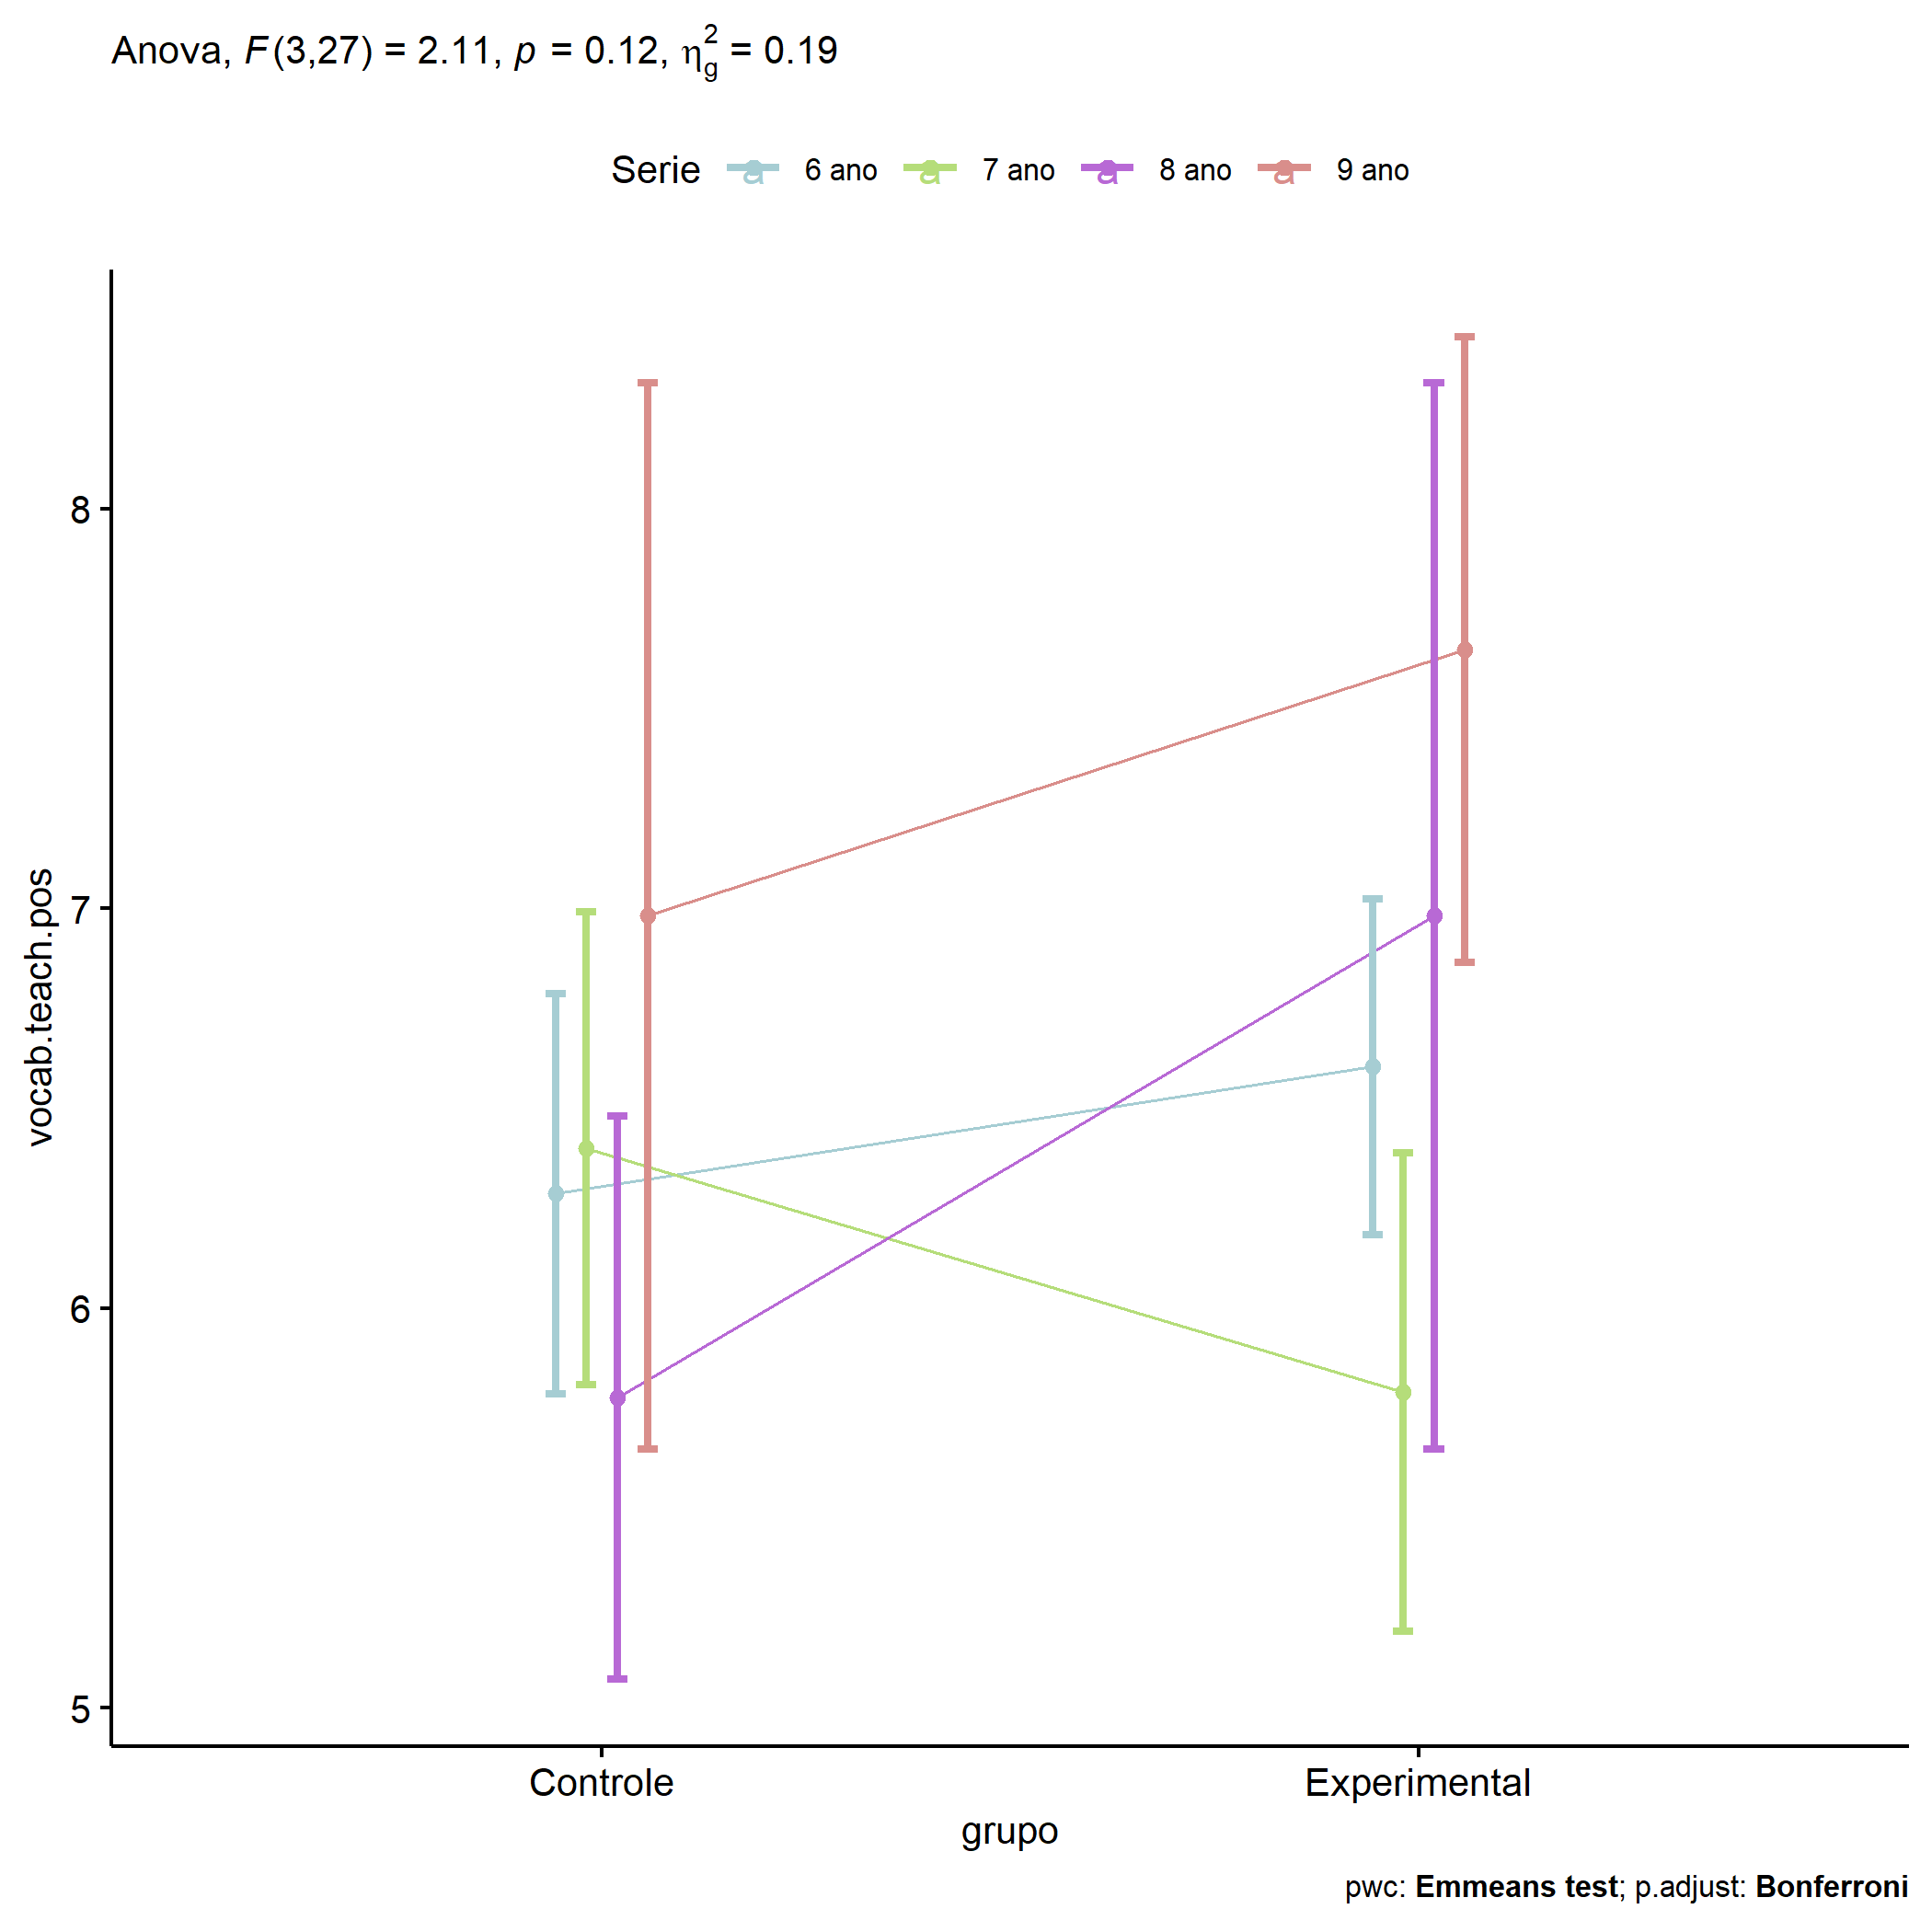 Anova, F(3,27) = 2.11, p = 0.12, η²g = 0.19
Serie a 6 ano a 7 ano a 8 ano a 9 ano
8
7
6
5
vocab.teach.pos
Controle Experimental
grupo
pwc: Emmeans test; p.adjust: Bonferroni